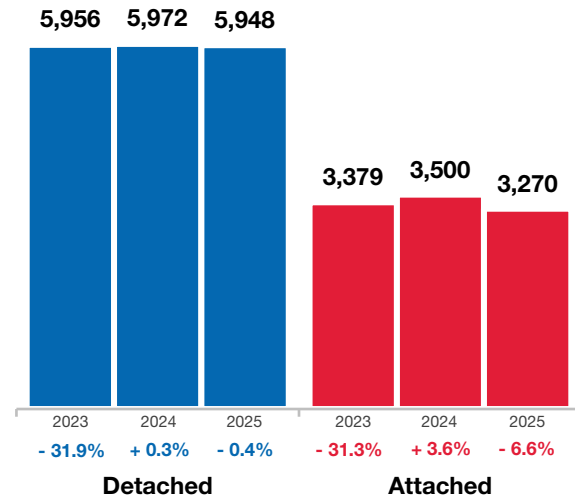 5,956 5,972 5,948
3,379 3,500 3,270
2023 2024 2025 2023 2024 2025
- 31.9% + 0.3% - 0.4% - 31.3% + 3.6% - 6.6%
Detached Attached